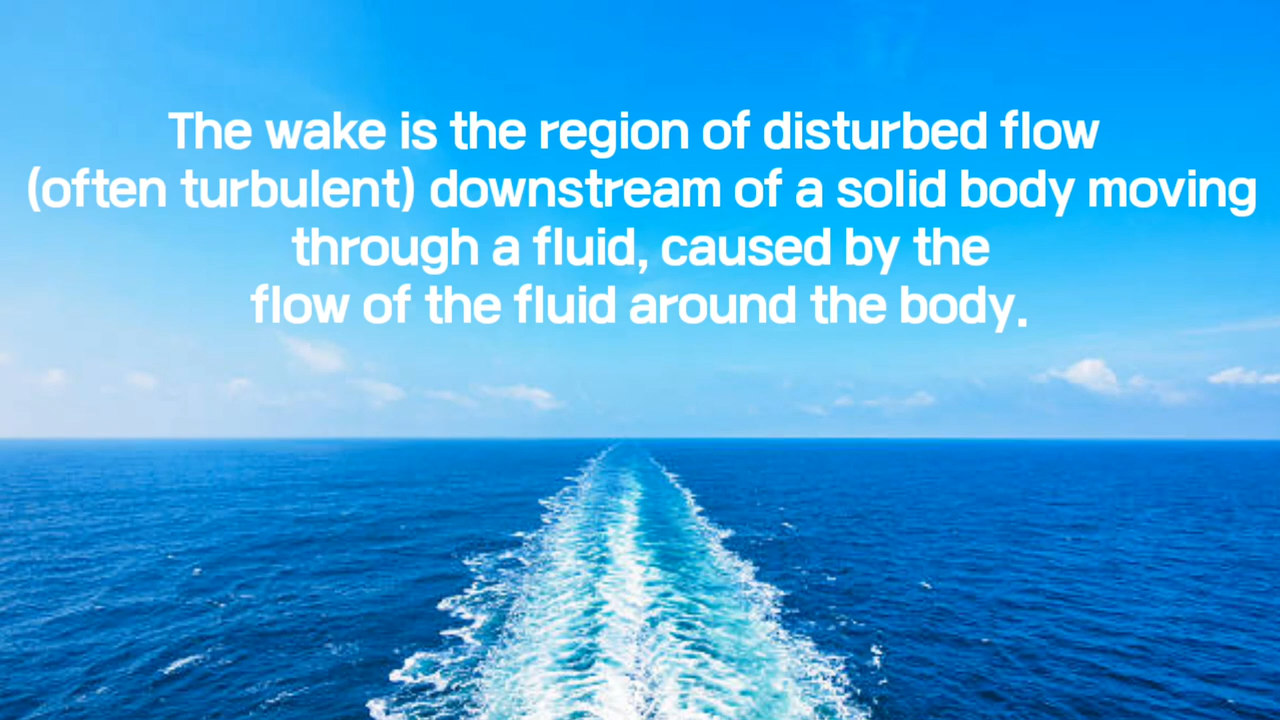 The wake is the region of disturbed flow
(often turbulent) downstream of a solid body moving
through a fluid, caused by the
flow of the fluid around the body.